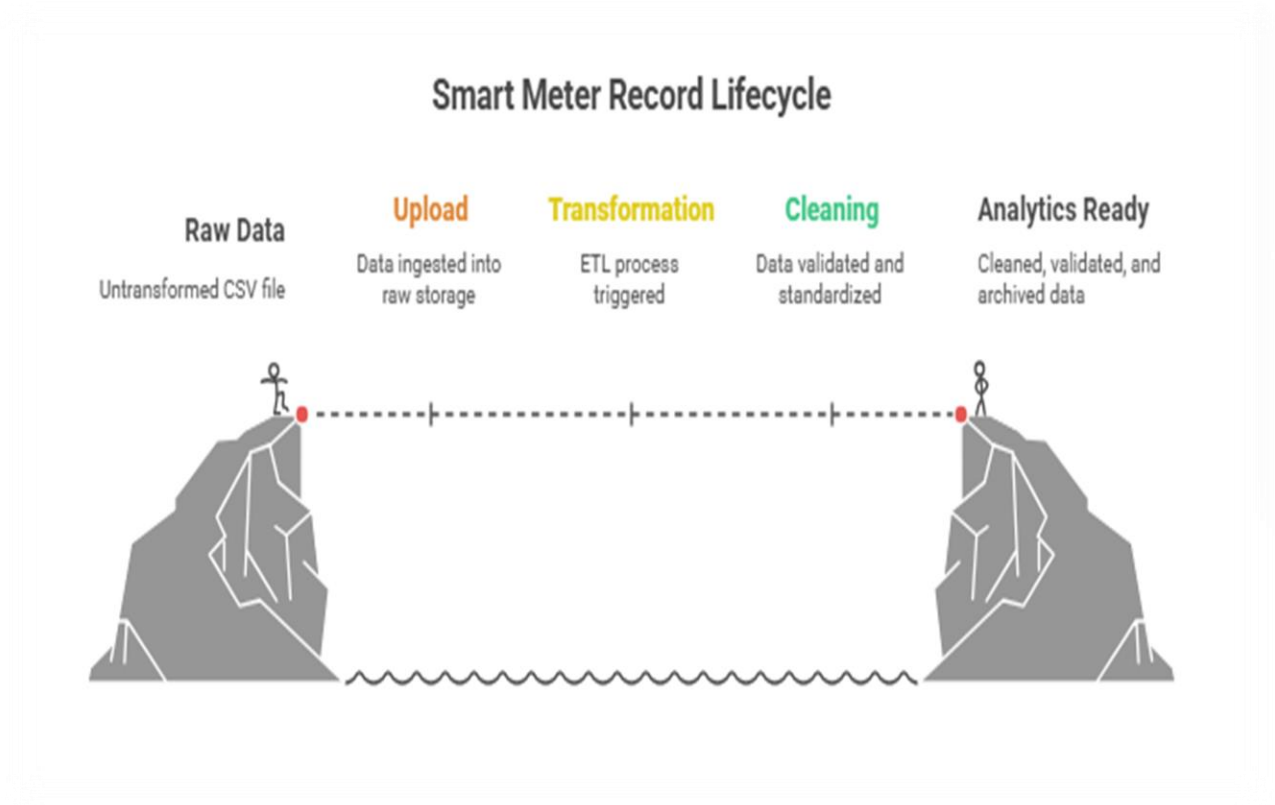 Smart Meter Record Lifecycle
Raw Data
Untransformed CSV file
Upload
Data ingested into
raw storage
Transformation
ETL process
triggered
Cleaning
Data validated and
standardized
Analytics Ready
Cleaned, validated, and
archived data